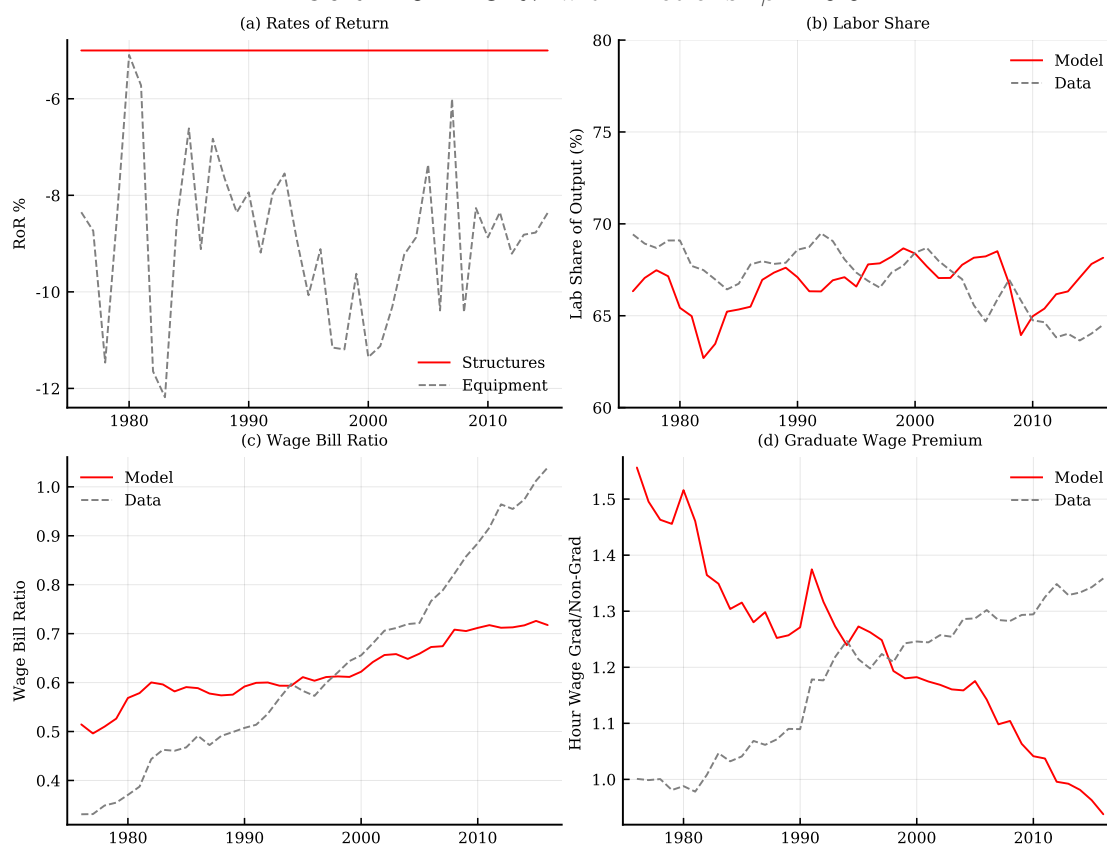 (a) Rates of Return
(b) Labor Share
RoR %
-6
-8
-10
-12
1980
1990
2000
2010
Structures
Equipment
Lab Share of Output (%)
80
75
70
65
60
1980
1990
2000
2010
Model
Data
(c) Wage Bill Ratio
(d) Graduate Wage Premium
Wage Bill Ratio
1.0
0.9
0.8
0.7
0.6
0.5
0.4
1980
1990
2000
2010
Model
Data
Hour Wage Grad/Non-Grad
1.5
1.4
1.3
1.2
1.1
1.0
1980
1990
2000
2010
Model
Data